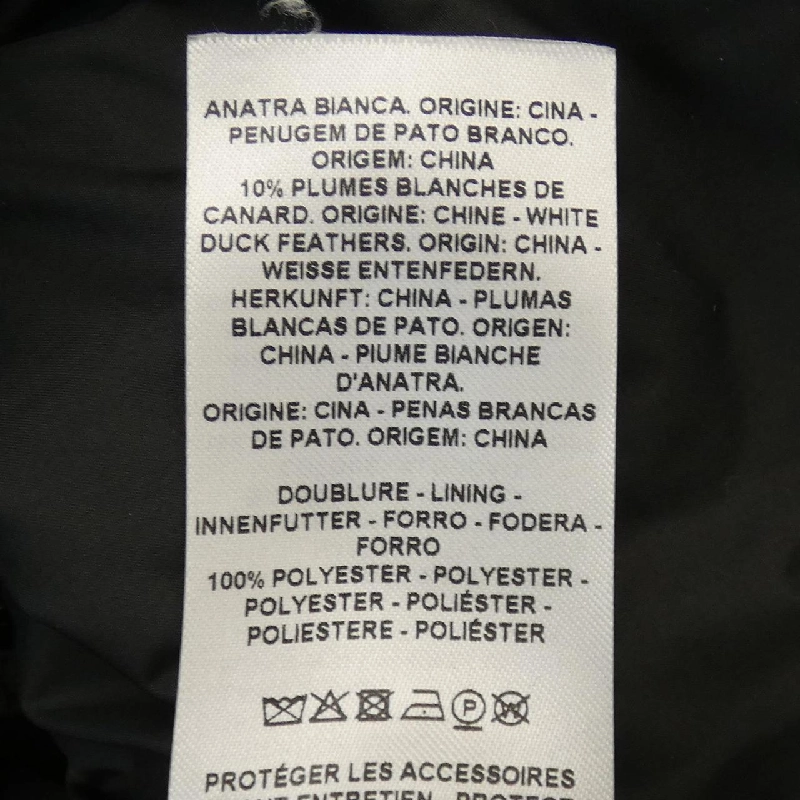 ANATRA BIANCA. ORIGINE: CINA -
PENUGEM DE PATO BRANCO.
ORIGEM: CHINA
10% PLUMES BLANCHES DE
CANARD. ORIGINE: CHINE - WHITE
DUCK FEATHERS. ORIGIN: CHINA -
WEISSE ENTENFEDERN.
HERKUNFT: CHINA - PLUMAS
BLANCAS DE PATO. ORIGEN:
CHINA - PIUME BIANCHE
D'ANATRA.
ORIGINE: CINA - PENAS BRANCAS
DE PATO. ORIGEM: CHINA
DOUBLURE - LINING -
INNENFUTTER - FORRO - FODERA -
FORRO
100% POLYESTER - POLYESTER -
POLYESTER - POLIÉSTER -
POLIESTERE - POLIÉSTER
P W
PROTÉGER LES ACCESSOIRES
AVANT ENTRETIEN - PROTECT